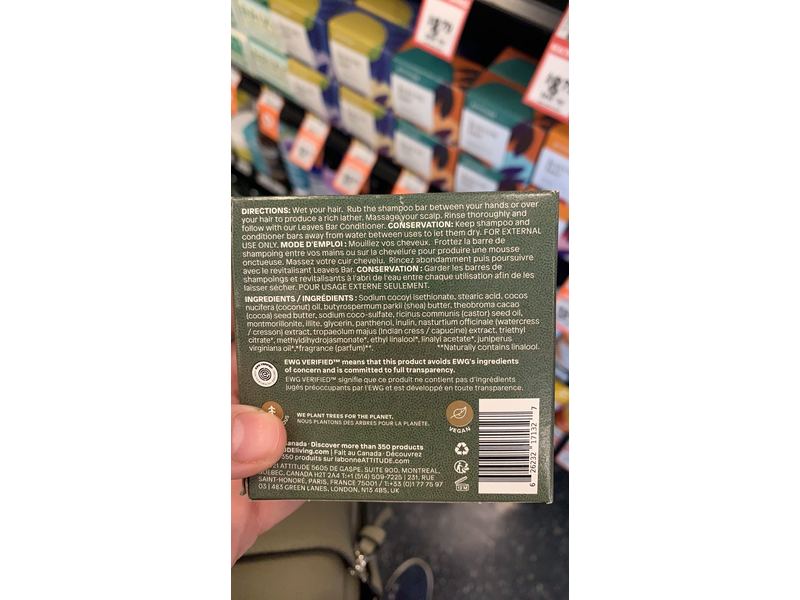 DIRECTIONS: Wet your hair. Rub the shampoo bar between your hands or over
your hair to produce a rich lather. Massage your scalp. Rinse thoroughly and
follow with our Leaves Bar Conditioner. CONSERVATION: Keep shampoo and
conditioner bars away from water between uses to let them dry. FOR EXTERNAL
USE ONLY. MODE D'EMPLOI : Mouillez vos cheveux. Frottez la barre de
shampoing entre vos mains ou sur la chevelure pour produire une mousse
onctueuse. Massez votre cuir chevelu. Rincez abondamment puis poursuivre
avec le revitalisant Leaves Bar. CONSERVATION : Garder les barres de
shampoings et revitalisants à l'abri de l'eau entre chaque utilisation afin de les
laisser sécher. POUR USAGE EXTERNE SEULEMENT.
INGREDIENTS / INGRÉDIENTS : Sodium cocoyl isethionate, stearic acid, cocos
nucifera (coconut) oil, butyrospermum parkii (shea) butter, theobroma cacao
(cocoa) seed butter, sodium coco-sulfate, ricinus communis (castor) seed oil,
montmorillonite, illite, glycerin, panthenol, inulin, nasturtium officinale (watercress
/ cresson) extract, tropaeolum majus (Indian cress / capucine) extract, triethyl
citrate*, methyldihydrojasmonate*, ethyl linalool*, linalyl acetate*, juniperus
virginiana oil*,*fragrance (parfum)**. **Naturally contains linalool.
EWG VERIFIED™ means that this product avoids EWG's ingredients
of concern and is committed to full transparency.
EWG VERIFIED™ signifie que ce produit ne contient pas d'ingrédients
jugés préoccupants par l'EWG et est développé en toute transparence.
WE PLANT TREES FOR THE PLANET.
NOUS PLANTONS DES ARBRES POUR LA PLANÈTE.
VEGAN
Canada • Discover more than 350 products
UDEliving.com | Fait au Canada • Découvrez
350 produits sur labonneATTITUDE.com
ATTITUDE 5605 DE GASPE, SUITE 900, MONTREAL,
QUEBEC, CANADA H2T 2A4 T:+1 (514) 509-7225 | 231, RUE
SAINT-HONORÉ, PARIS, FRANCE 75001 / T:+33 (0)1 77 75 97
03 | 483 GREEN LANES, LONDON, N13 4BS, UK
12 M
6 26232 17132 7